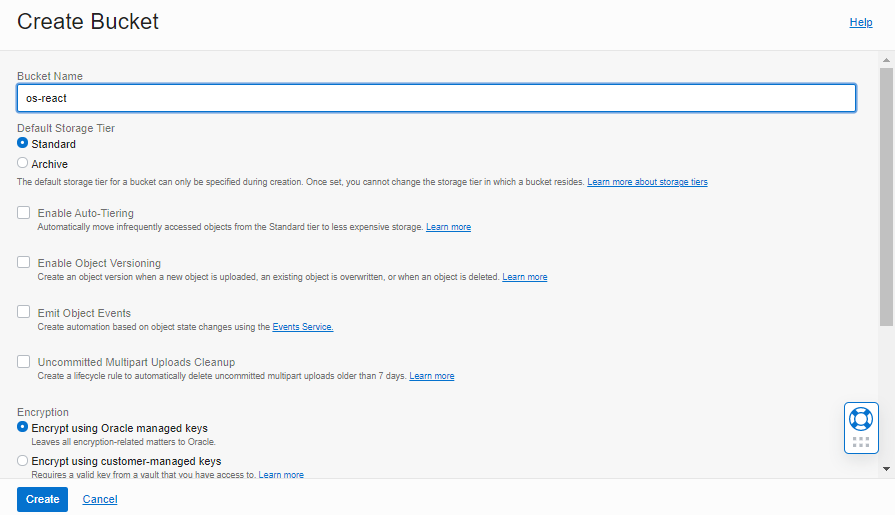 Create Bucket
Help
Bucket Name
os-react
Default Storage Tier
Standard
Archive
The default storage tier for a bucket can only be specified during creation. Once set, you cannot change the storage tier in which a bucket resides. Learn more about storage tiers
Enable Auto-Tiering
Automatically move infrequently accessed objects from the Standard tier to less expensive storage. Learn more
Enable Object Versioning
Create an object version when a new object is uploaded, an existing object is overwritten, or when an object is deleted. Learn more
Emit Object Events
Create automation based on object state changes using the Events Service.
Uncommitted Multipart Uploads Cleanup
Create a lifecycle rule to automatically delete uncommitted multipart uploads older than 7 days. Learn more
Encryption
Encrypt using Oracle managed keys
Leaves all encryption-related matters to Oracle.
Encrypt using customer-managed keys
Requires a valid key from a vault that you have access to. Learn more
Create Cancel